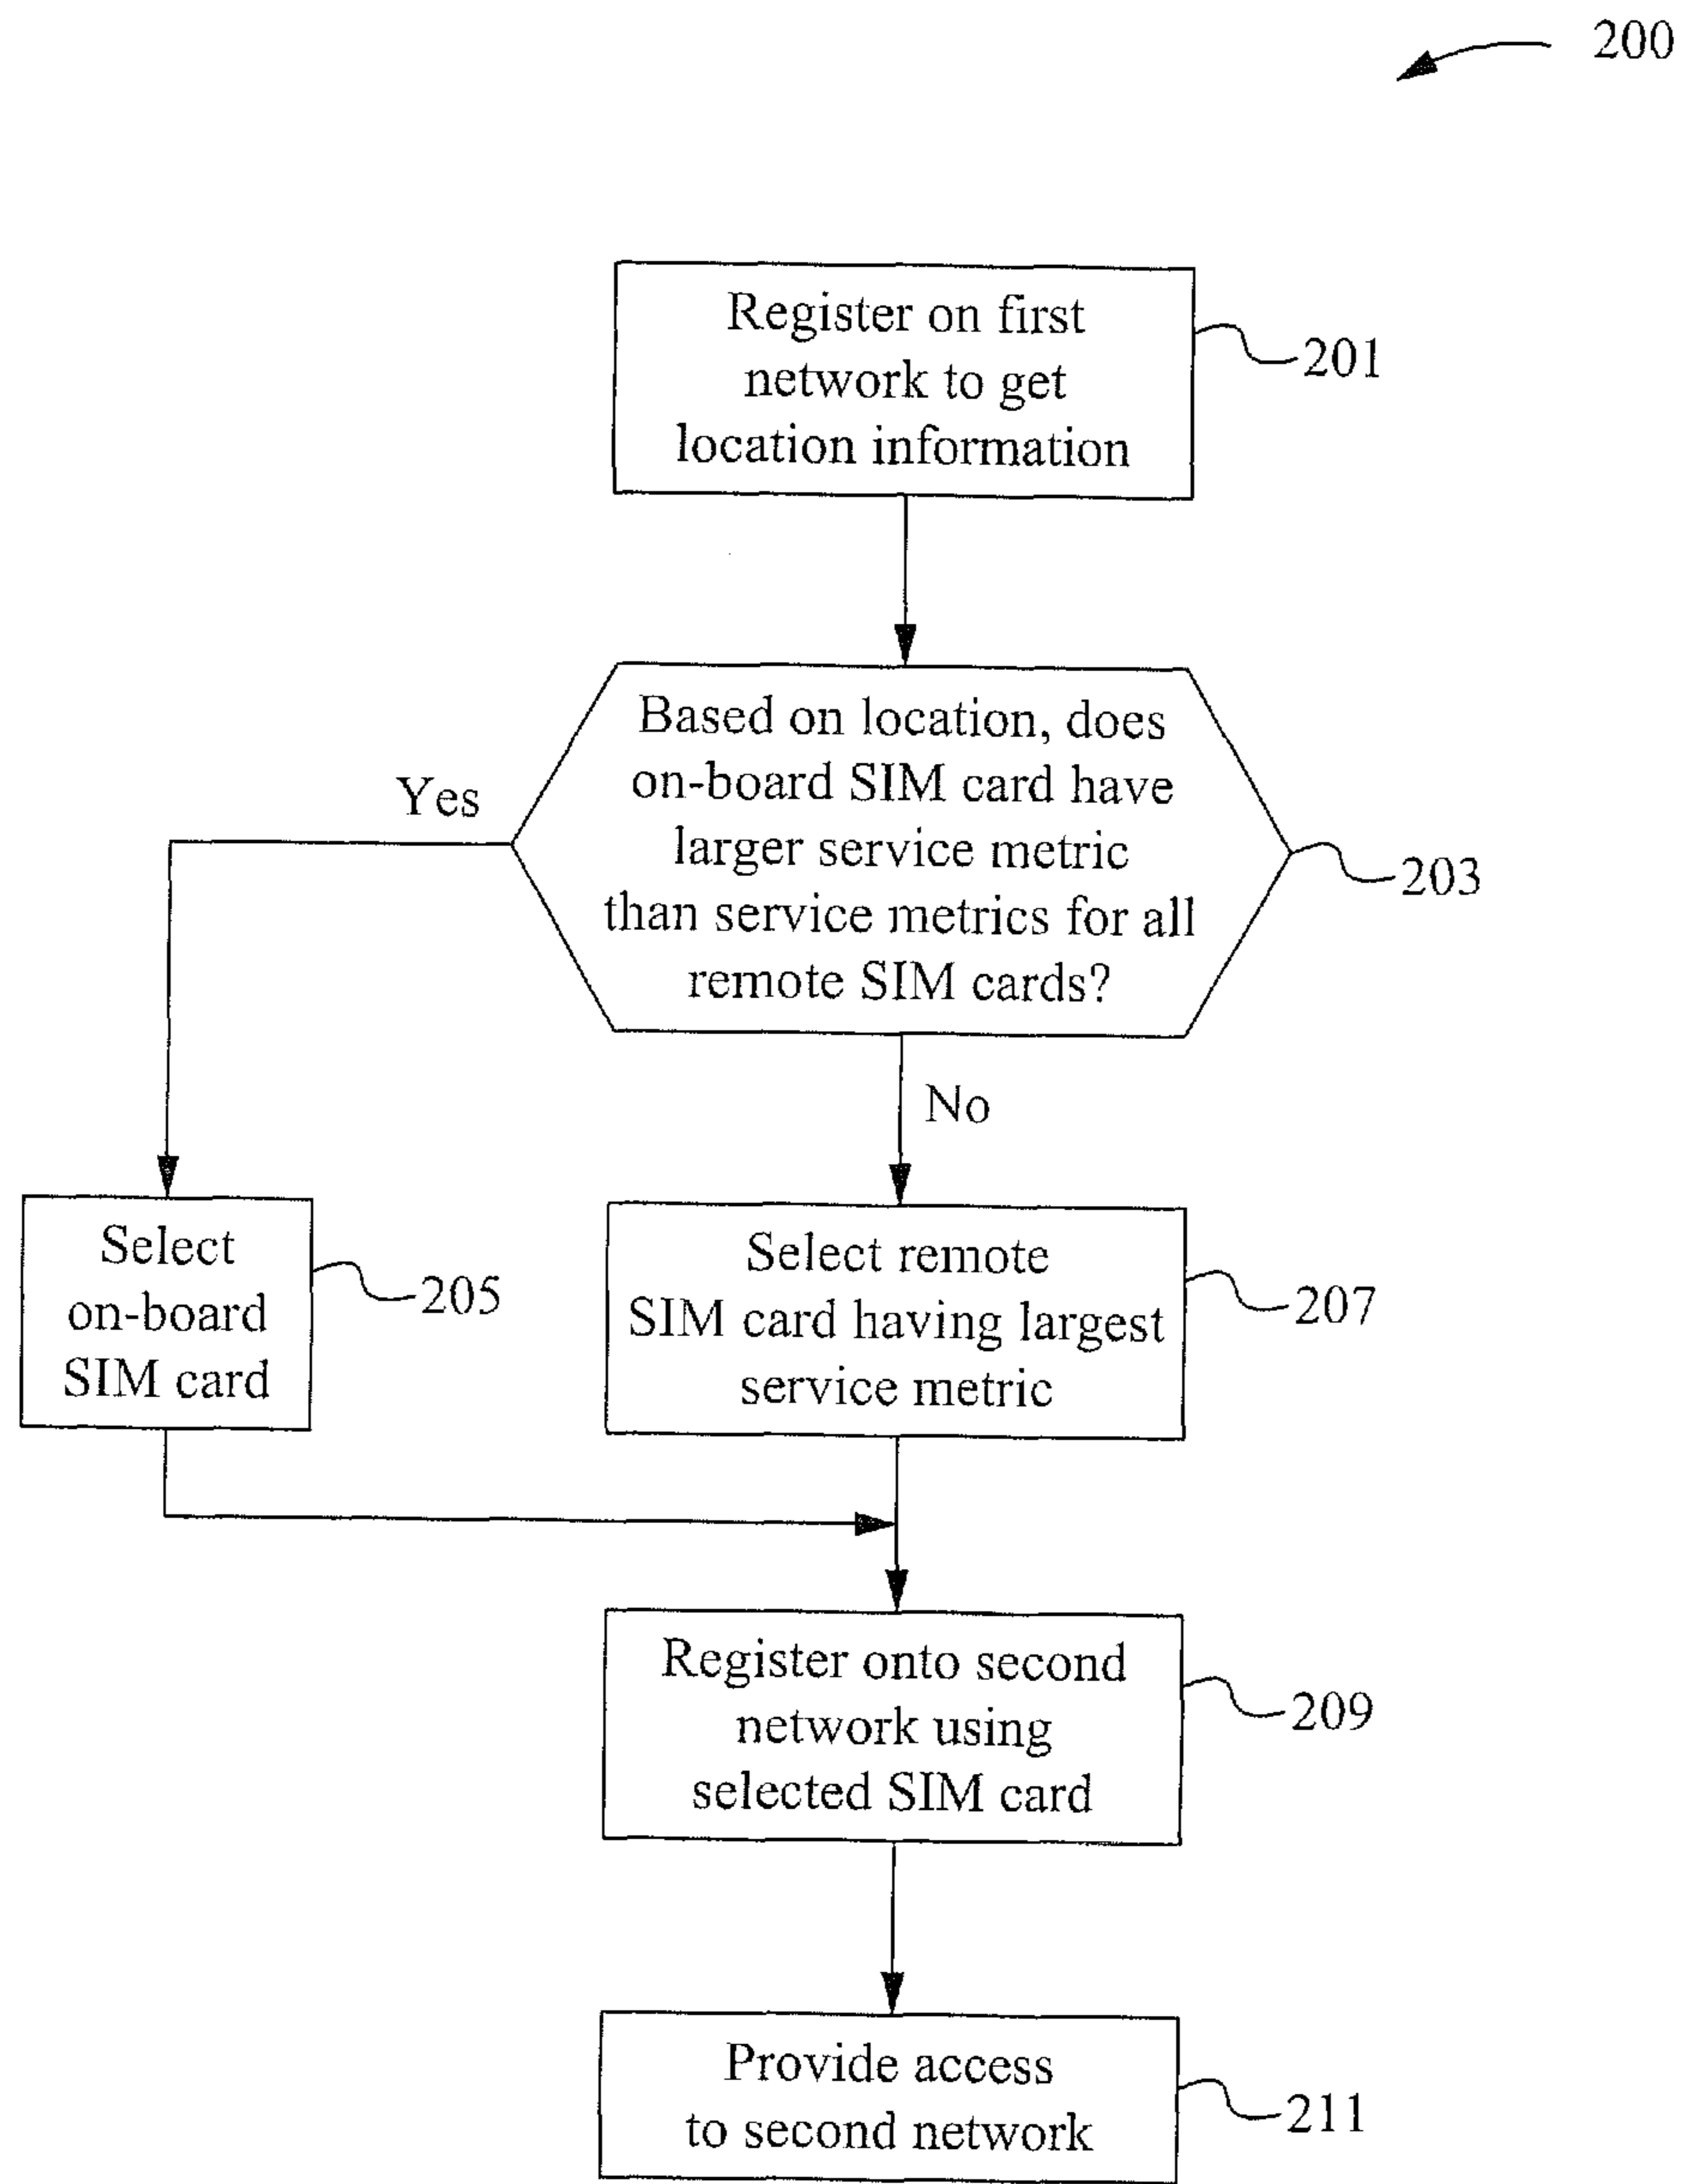 200
Register on first
network to get
location information
201
Based on location, does
on-board SIM card have
larger service metric
than service metrics for all
remote SIM cards?
203
Yes
No
Select
on-board
SIM card
205
Select remote
SIM card having largest
service metric
207
Register onto second
network using
selected SIM card
209
Provide access
to second network
211